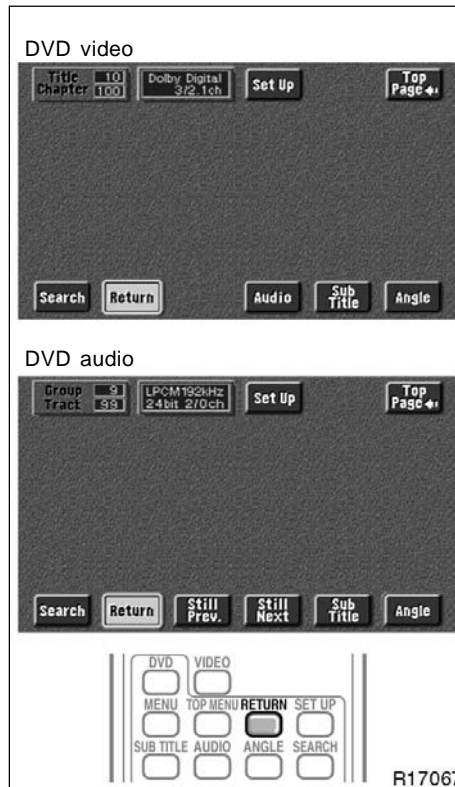 DVD video
Title 10 Dolby Digital Set Up Top
Chapter 100 3/2.1ch Page
Search Return Audio Sub Title Angle
DVD audio
Group 9 LPCM192kHz Set Up Top
Track 99 24bit 2/0ch Page
Search Return Still Prev. Still Next Sub Title Angle
DVD VIDEO
MENU TOP MENU RETURN SET UP
SUB TITLE AUDIO ANGLE SEARCH
R17067